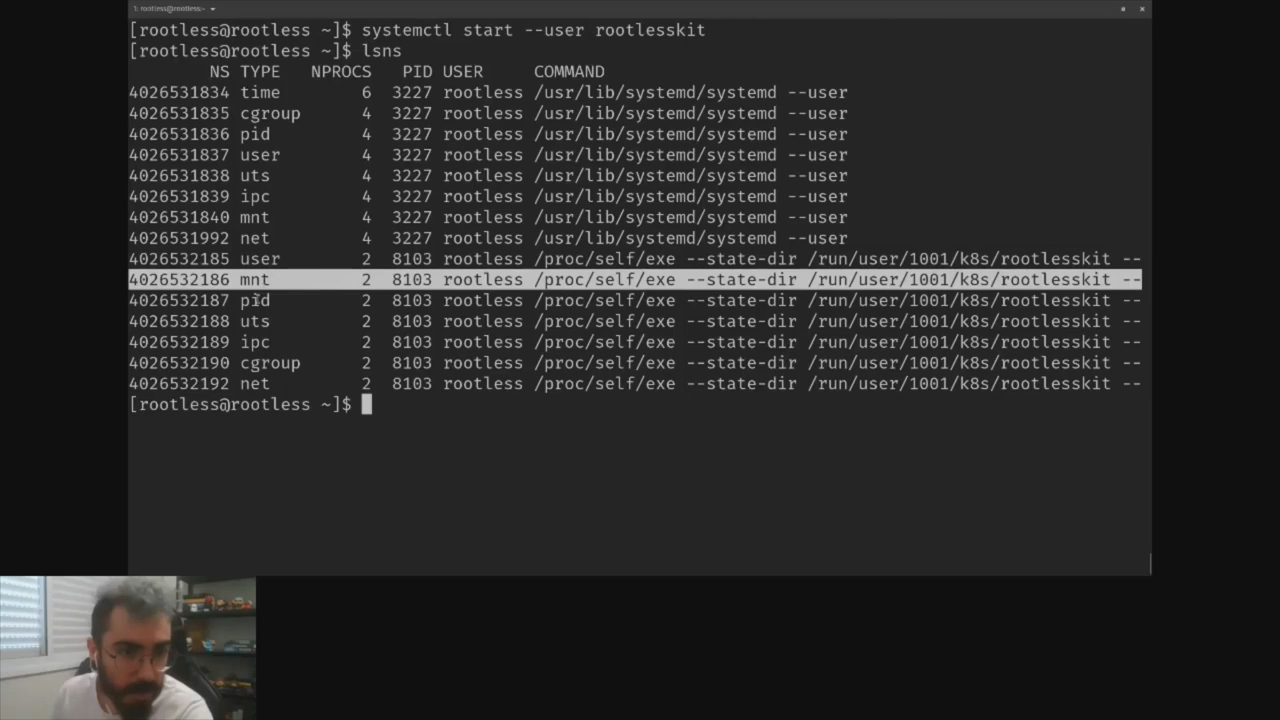 1: rootless@rootless:~
[rootless@rootless ~]$ systemctl start --user rootlesskit
[rootless@rootless ~]$ lsns
NS TYPE NPROCS PID USER COMMAND
4026531834 time 6 3227 rootless /usr/lib/systemd/systemd --user
4026531835 cgroup 4 3227 rootless /usr/lib/systemd/systemd --user
4026531836 pid 4 3227 rootless /usr/lib/systemd/systemd --user
4026531837 user 4 3227 rootless /usr/lib/systemd/systemd --user
4026531838 uts 4 3227 rootless /usr/lib/systemd/systemd --user
4026531839 ipc 4 3227 rootless /usr/lib/systemd/systemd --user
4026531840 mnt 4 3227 rootless /usr/lib/systemd/systemd --user
4026531992 net 4 3227 rootless /usr/lib/systemd/systemd --user
4026532185 user 2 8103 rootless /proc/self/exe --state-dir /run/user/1001/k8s/rootlesskit --
4026532186 mnt 2 8103 rootless /proc/self/exe --state-dir /run/user/1001/k8s/rootlesskit --
4026532187 pid 2 8103 rootless /proc/self/exe --state-dir /run/user/1001/k8s/rootlesskit --
4026532188 uts 2 8103 rootless /proc/self/exe --state-dir /run/user/1001/k8s/rootlesskit --
4026532189 ipc 2 8103 rootless /proc/self/exe --state-dir /run/user/1001/k8s/rootlesskit --
4026532190 cgroup 2 8103 rootless /proc/self/exe --state-dir /run/user/1001/k8s/rootlesskit --
4026532192 net 2 8103 rootless /proc/self/exe --state-dir /run/user/1001/k8s/rootlesskit --
[rootless@rootless ~]$